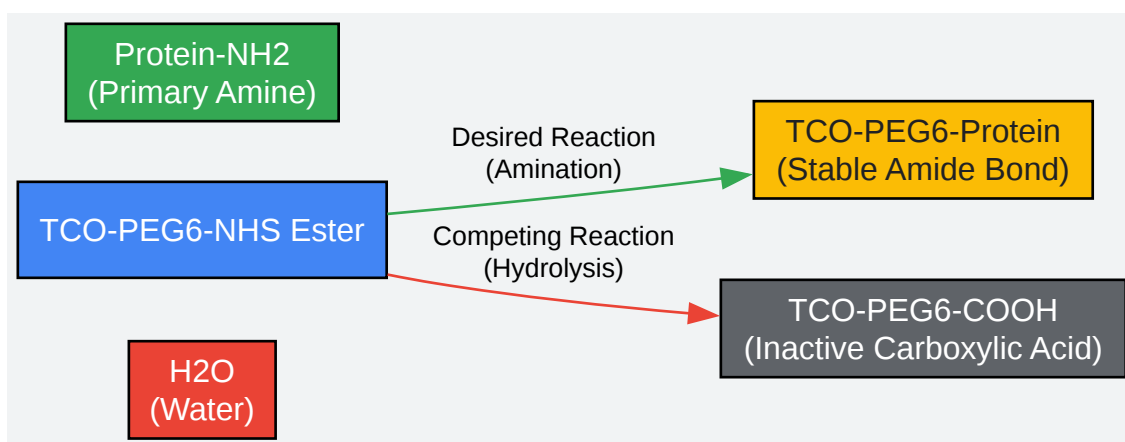 Protein-NH2
(Primary Amine)
TCO-PEG6-NHS Ester
H2O
(Water)
Desired Reaction
(Amination)
Competing Reaction
(Hydrolysis)
TCO-PEG6-Protein
(Stable Amide Bond)
TCO-PEG6-COOH
(Inactive Carboxylic Acid)